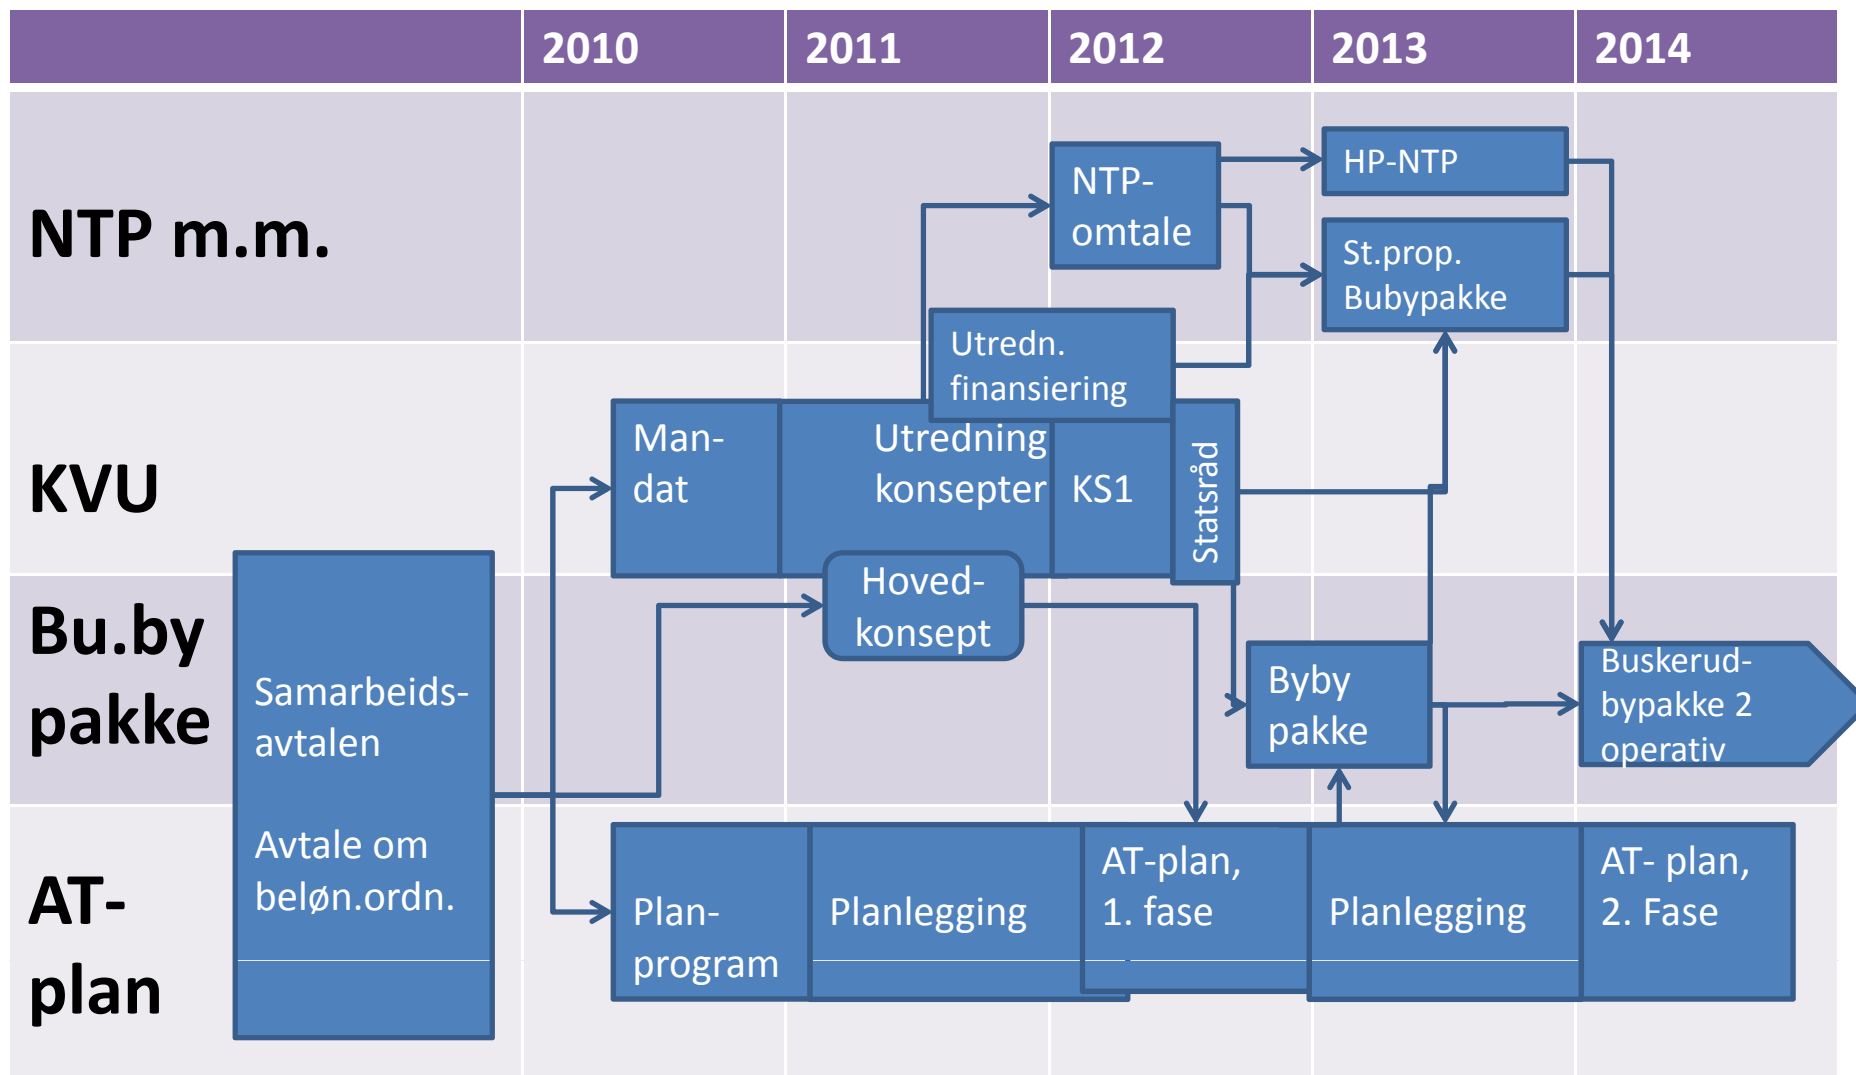 2010
2011
2012
2013
2014
NTP m.m.
NTP-
omtale
HP-NTP
St.prop.
Bubypakke
KVU
Utredn.
finansiering
Man-
dat
Utredning
konsepter
KS1
Statsråd
Bu.by
pakke
Samarbeids-
avtalen
Avtale om
beløn.ordn.
Hoved-
konsept
Byby
pakke
Buskerud-
bypakke 2
operativ
AT-
plan
Plan-
program
Planlegging
AT-plan,
1. fase
Planlegging
AT- plan,
2. Fase